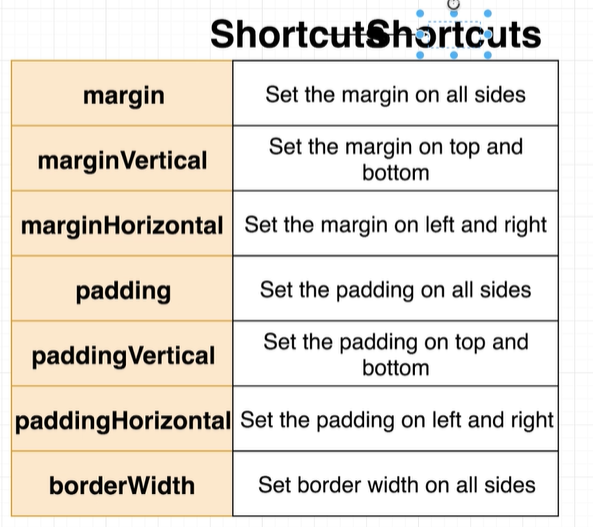 ShortcutsShortcuts
margin
Set the margin on all sides
marginVertical
Set the margin on top and
bottom
marginHorizontal
Set the margin on left and right
padding
Set the padding on all sides
paddingVertical
Set the padding on top and
bottom
paddingHorizontal
Set the padding on left and right
borderWidth
Set border width on all sides